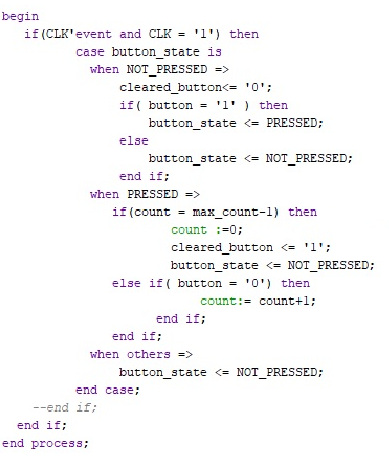 begin
if(CLK'event and CLK = '1') then
case button_state is
when NOT_PRESSED =>
cleared_button<= '0';
if( button = '1' ) then
button_state <= PRESSED;
else
button_state <= NOT_PRESSED;
end if;
when PRESSED =>
if(count = max_count-1) then
count :=0;
cleared_button <= '1';
button_state <= NOT_PRESSED;
else if( button = '0') then
count:= count+1;
end if;
end if;
when others =>
button_state <= NOT_PRESSED;
end case;
--end if;
end if;
end process;